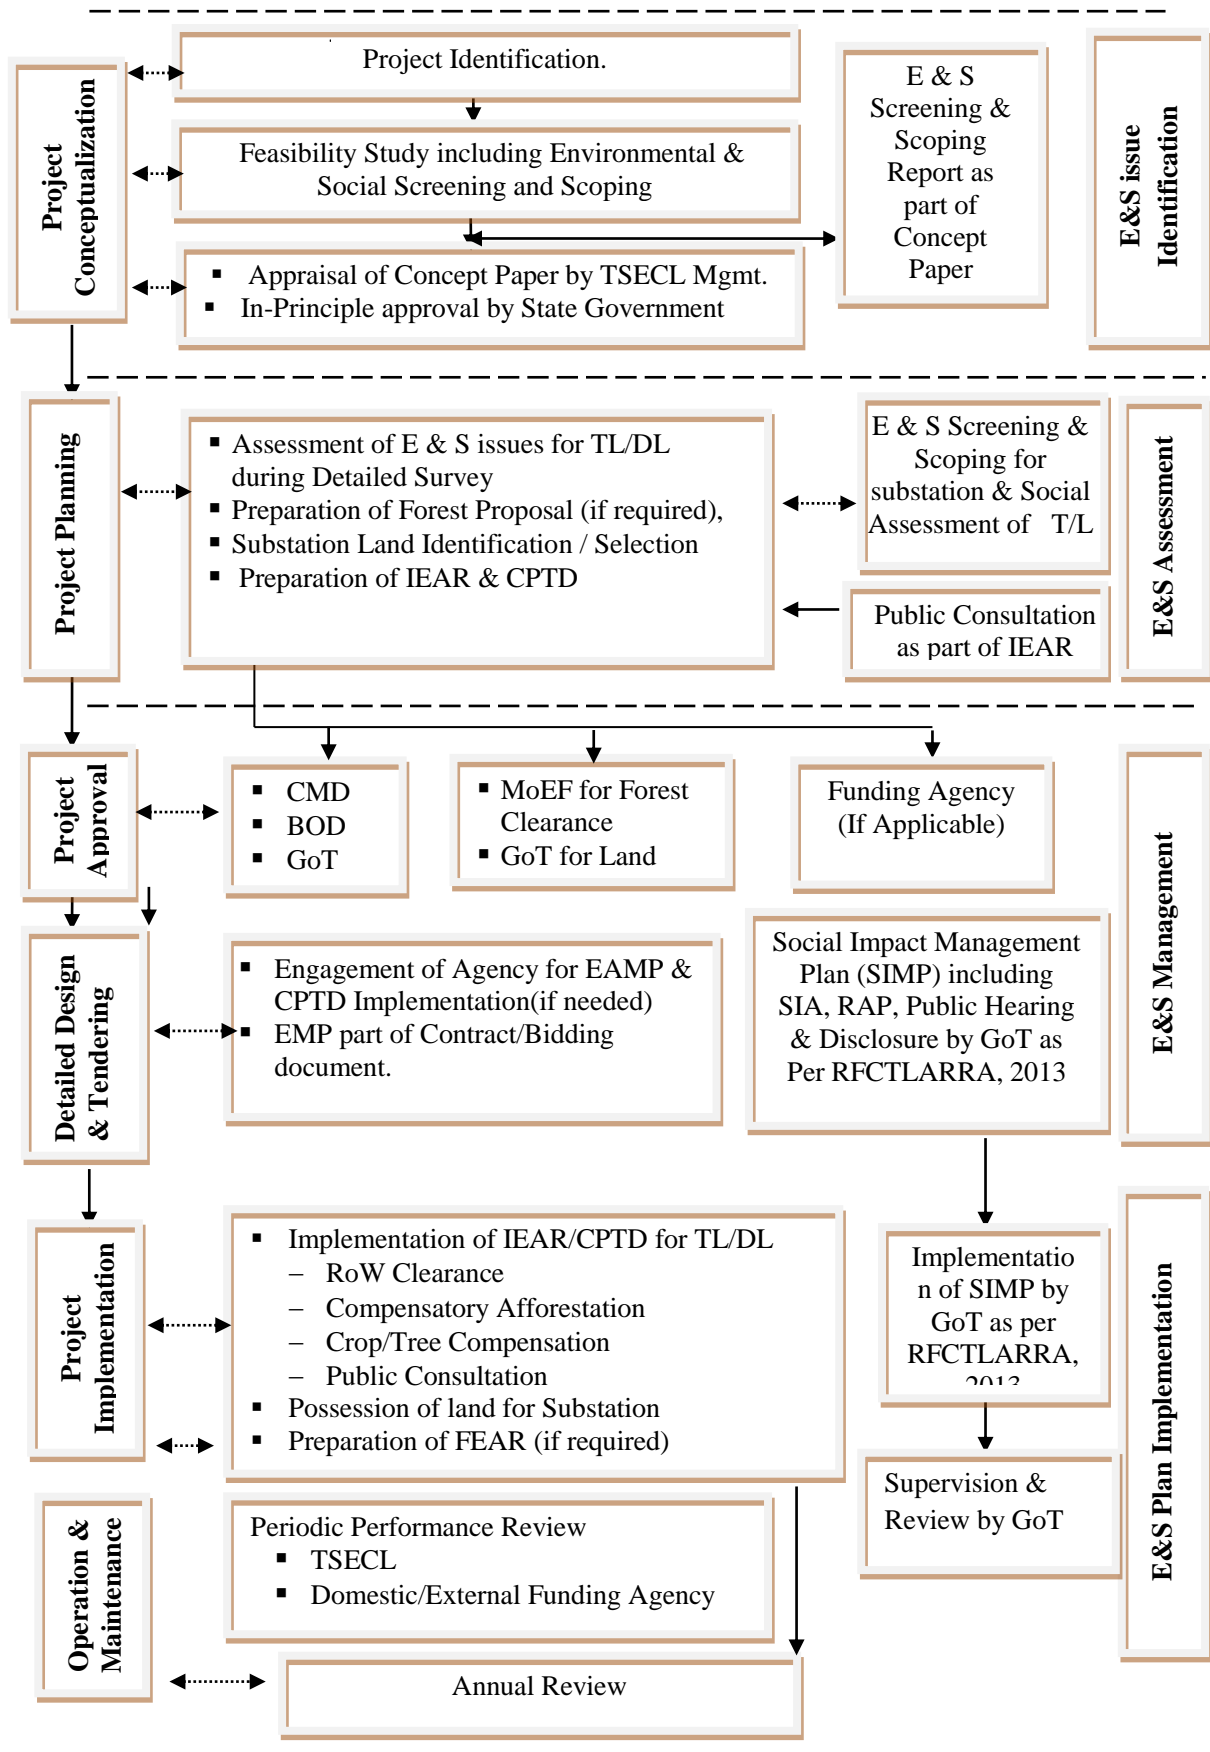 Project
Conceptualization
Project Identification.
Feasibility Study including Environmental &
Social Screening and Scoping
▪ Appraisal of Concept Paper by TSECL Mgmt.
▪ In-Principle approval by State Government
E & S
Screening &
Scoping
Report as
part of
Concept
Paper
E&S issue
Identification
Project Planning
▪ Assessment of E & S issues for TL/DL
during Detailed Survey
▪ Preparation of Forest Proposal (if required),
▪ Substation Land Identification / Selection
▪ Preparation of IEAR & CPTD
E & S Screening &
Scoping for
substation & Social
Assessment of T/L
Public Consultation
as part of IEAR
E&S Assessment
Project
Approval
▪ CMD
▪ BOD
▪ GoT
▪ MoEF for Forest
Clearance
▪ GoT for Land
Funding Agency
(If Applicable)
E&S Management
Detailed Design
& Tendering
▪ Engagement of Agency for EAMP &
CPTD Implementation(if needed)
▪ EMP part of Contract/Bidding
document.
Social Impact Management
Plan (SIMP) including
SIA, RAP, Public Hearing
& Disclosure by GoT as
Per RFCTLARRA, 2013
Project
Implementation
▪ Implementation of IEAR/CPTD for TL/DL
– RoW Clearance
– Compensatory Afforestation
– Crop/Tree Compensation
– Public Consultation
▪ Possession of land for Substation
▪ Preparation of FEAR (if required)
Implementatio
n of SIMP by
GoT as per
RFCTLARRA,
2013
Supervision &
Review by GoT
E&S Plan Implementation
Operation &
Maintenance
Periodic Performance Review
▪ TSECL
▪ Domestic/External Funding Agency
Annual Review